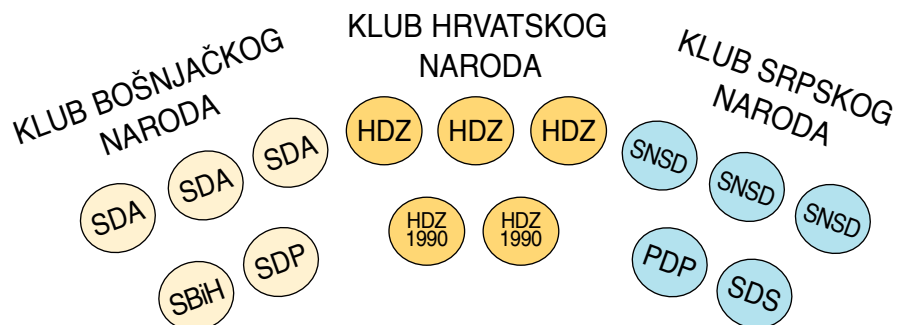 KLUB BOŠNJAČKOG
NARODA
SDA
SDA
SDA
SBiH
SDP
KLUB HRVATSKOG
NARODA
HDZ
HDZ
HDZ
HDZ
1990
HDZ
1990
KLUB SRPSKOG
NARODA
SNSD
SNSD
SNSD
PDP
SDS